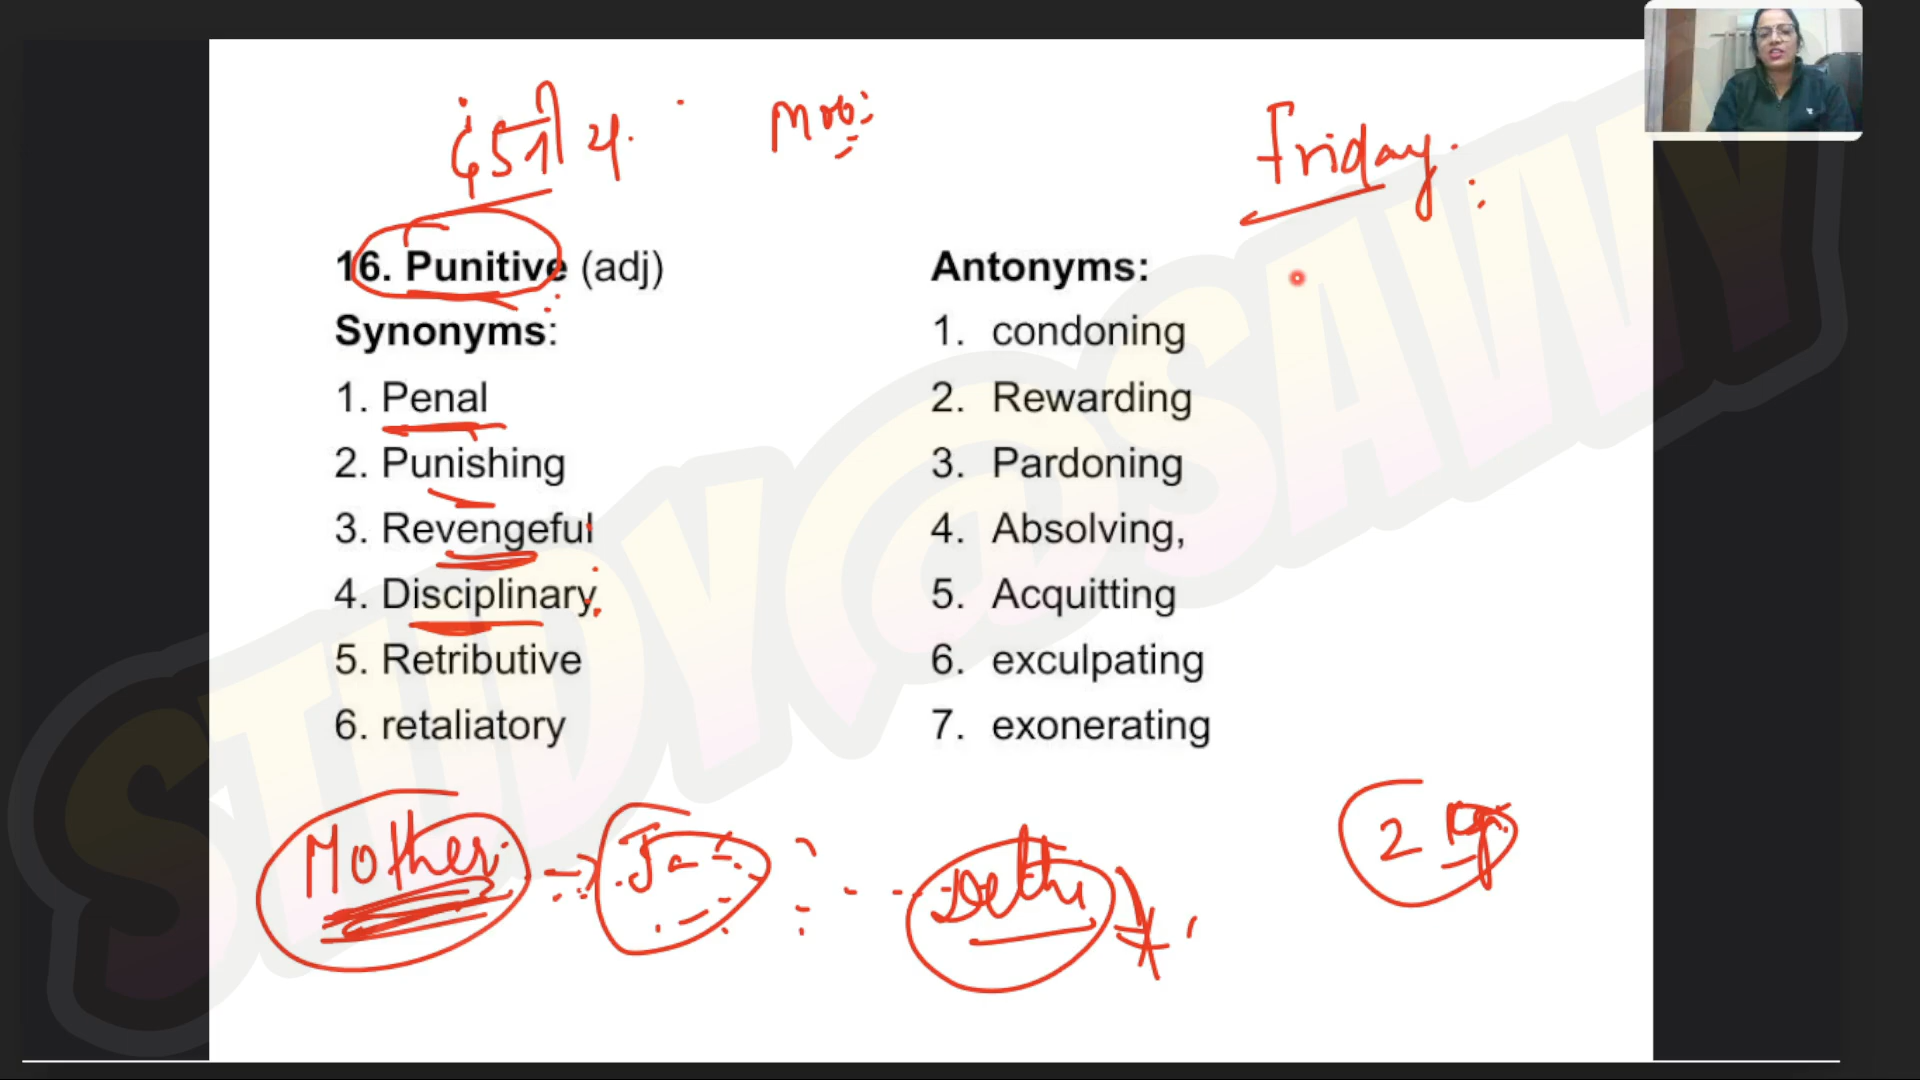 दंडनीय
Friday
16. Punitive (adj)
Synonyms:
1. Penal
2. Punishing
3. Revengeful
4. Disciplinary
5. Retributive
6. retaliatory
Antonyms:
1. condoning
2. Rewarding
3. Pardoning
4. Absolving,
5. Acquitting
6. exculpating
7. exonerating
Mother
Delhi
2
STUDY@SAVVY